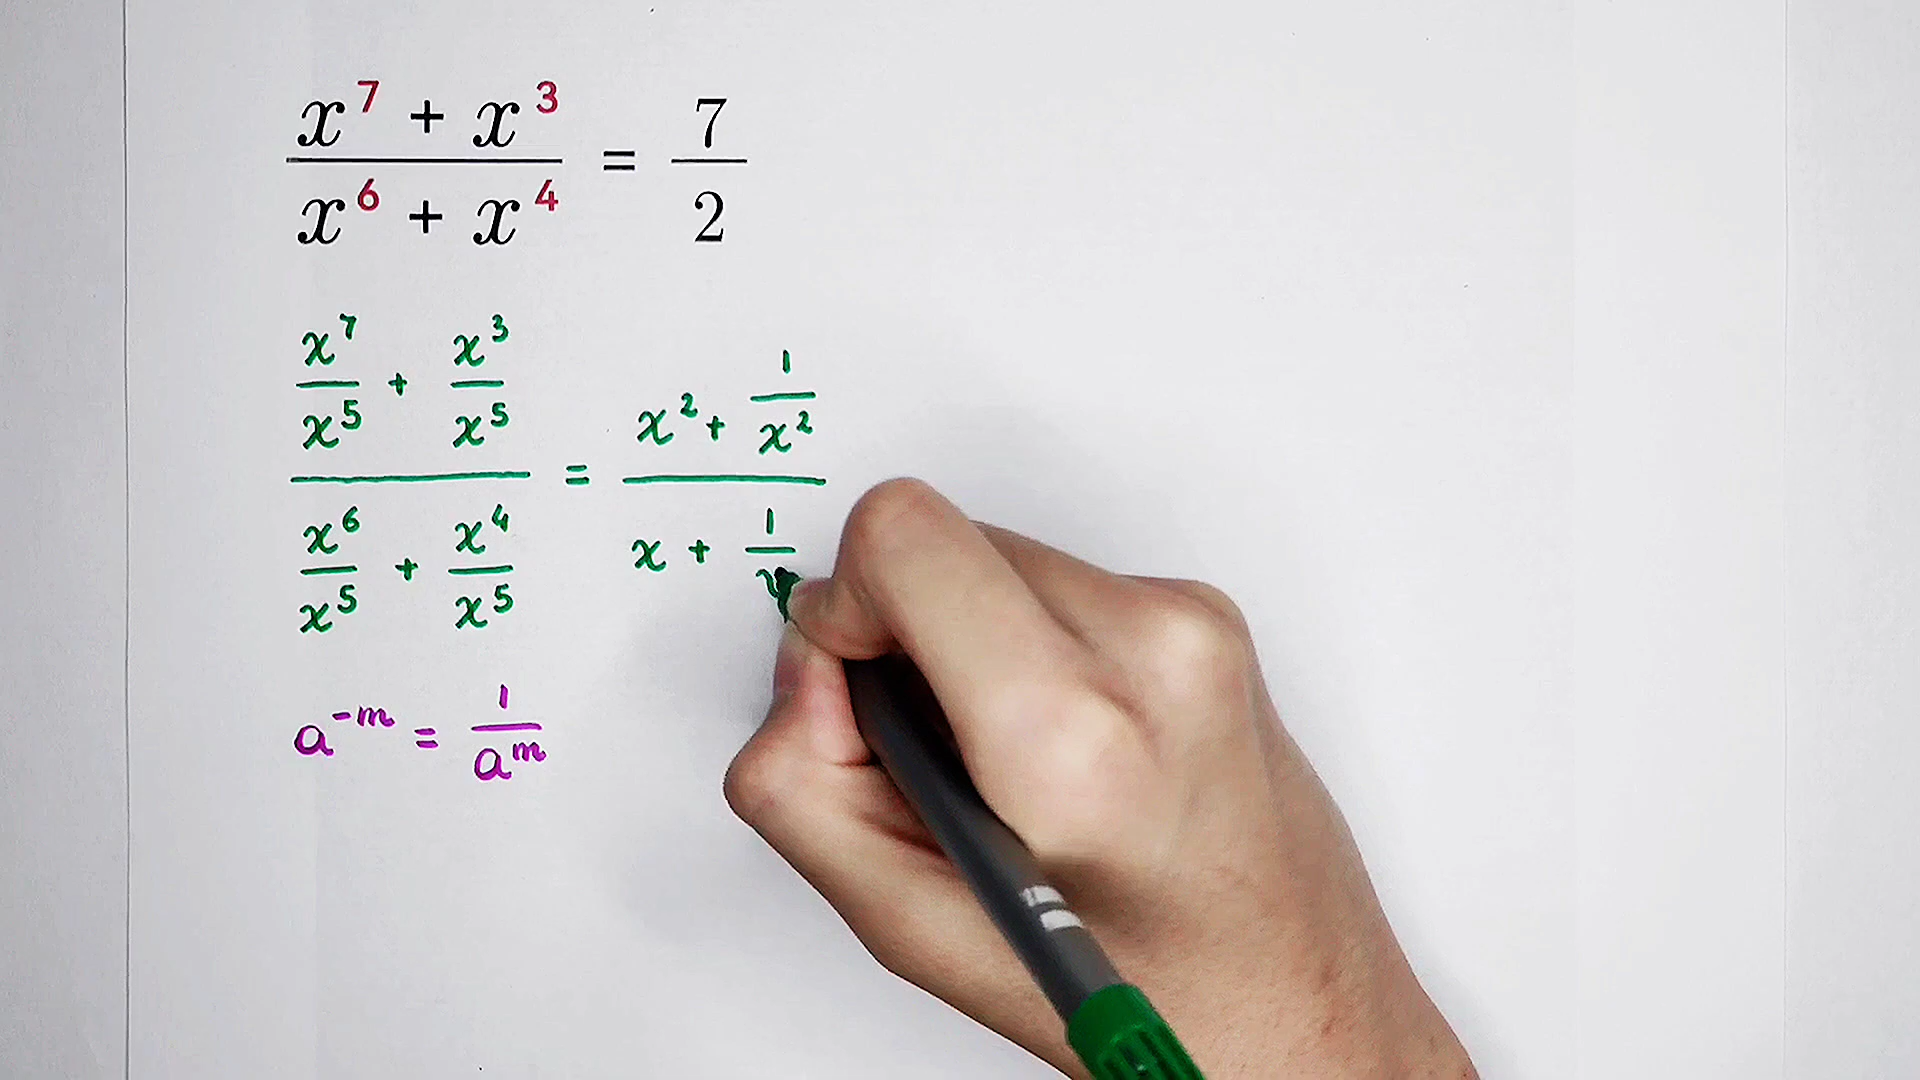 x^7 + x^3 / x^6 + x^4 = 7/2
x^7/x^5 + x^3/x^5 / x^6/x^5 + x^4/x^5 = x^2 + 1/x^2 / x + 1/
a^-m = 1/a^m